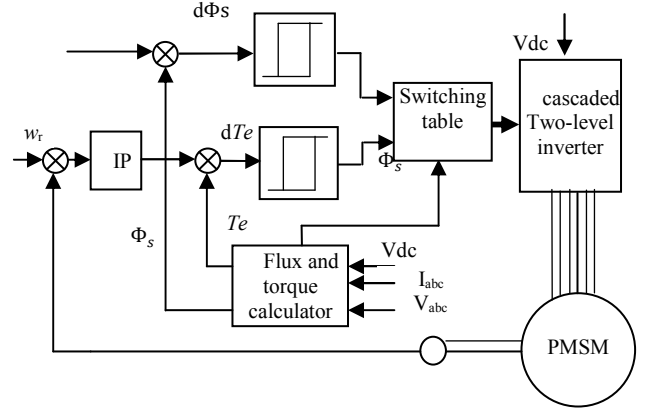 dΦs
Vdc
Switching
table
cascaded
Two-level
inverter
wᵣ
IP
dTe
Φs
Te
Φs
Flux and
torque
calculator
Vdc
Iabc
Vabc
PMSM